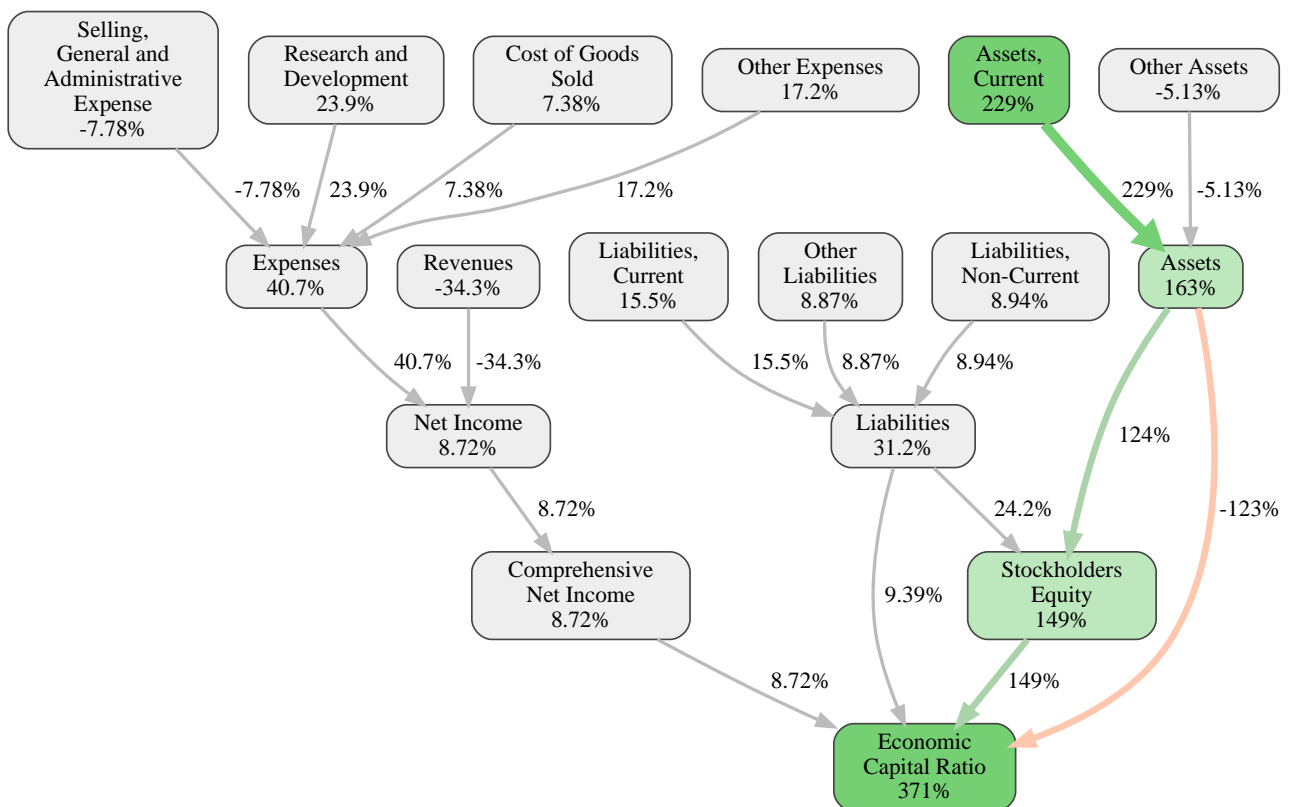 Selling,
General and
Administrative
Expense
-7.78%
Research and
Development
23.9%
Cost of Goods
Sold
7.38%
Other Expenses
17.2%
Assets,
Current
229%
Other Assets
-5.13%
-7.78%
23.9%
7.38%
17.2%
229%
-5.13%
Expenses
40.7%
Revenues
-34.3%
Liabilities,
Current
15.5%
Other
Liabilities
8.87%
Liabilities,
Non-Current
8.94%
Assets
163%
40.7%
-34.3%
15.5%
8.87%
8.94%
Net Income
8.72%
Liabilities
31.2%
124%
8.72%
24.2%
-123%
Comprehensive
Net Income
8.72%
9.39%
Stockholders
Equity
149%
8.72%
149%
Economic
Capital Ratio
371%